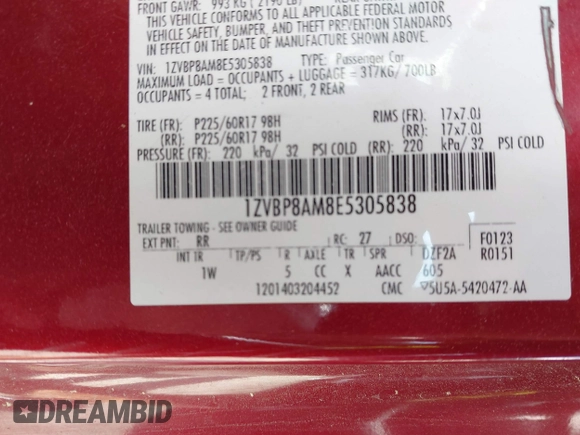 FRONT GAWR: 993 KG ( 2190 LB)
THIS VEHICLE CONFORMS TO ALL APPLICABLE FEDERAL MOTOR
VEHICLE SAFETY, BUMPER, AND THEFT PREVENTION STANDARDS
IN EFFECT ON THE DATE OF MANUFACTURE SHOWN ABOVE.
VIN: 1ZVBP8AM8E5305838 TYPE: Passenger Car
MAXIMUM LOAD = OCCUPANTS + LUGGAGE = 317KG/ 700LB
OCCUPANTS = 4 TOTAL; 2 FRONT, 2 REAR
TIRE (FR): P225/60R17 98H RIMS (FR): 17x7.0J
(RR): P225/60R17 98H (RR): 17x7.0J
PRESSURE (FR): 220 kPa/ 32 PSI COLD (RR): 220 kPa/ 32 PSI COLD
1ZVBP8AM8E5305838
TRAILER TOWING - SEE OWNER GUIDE
EXT PNT: RR RC: 27 DSO: F0123
INT TR TP/PS R AXLE TR SPR DZF2A R0151
1W 5 CC X AACC 605
1201403204452 CMC 5U5A-5420472-AA
DREAMBID